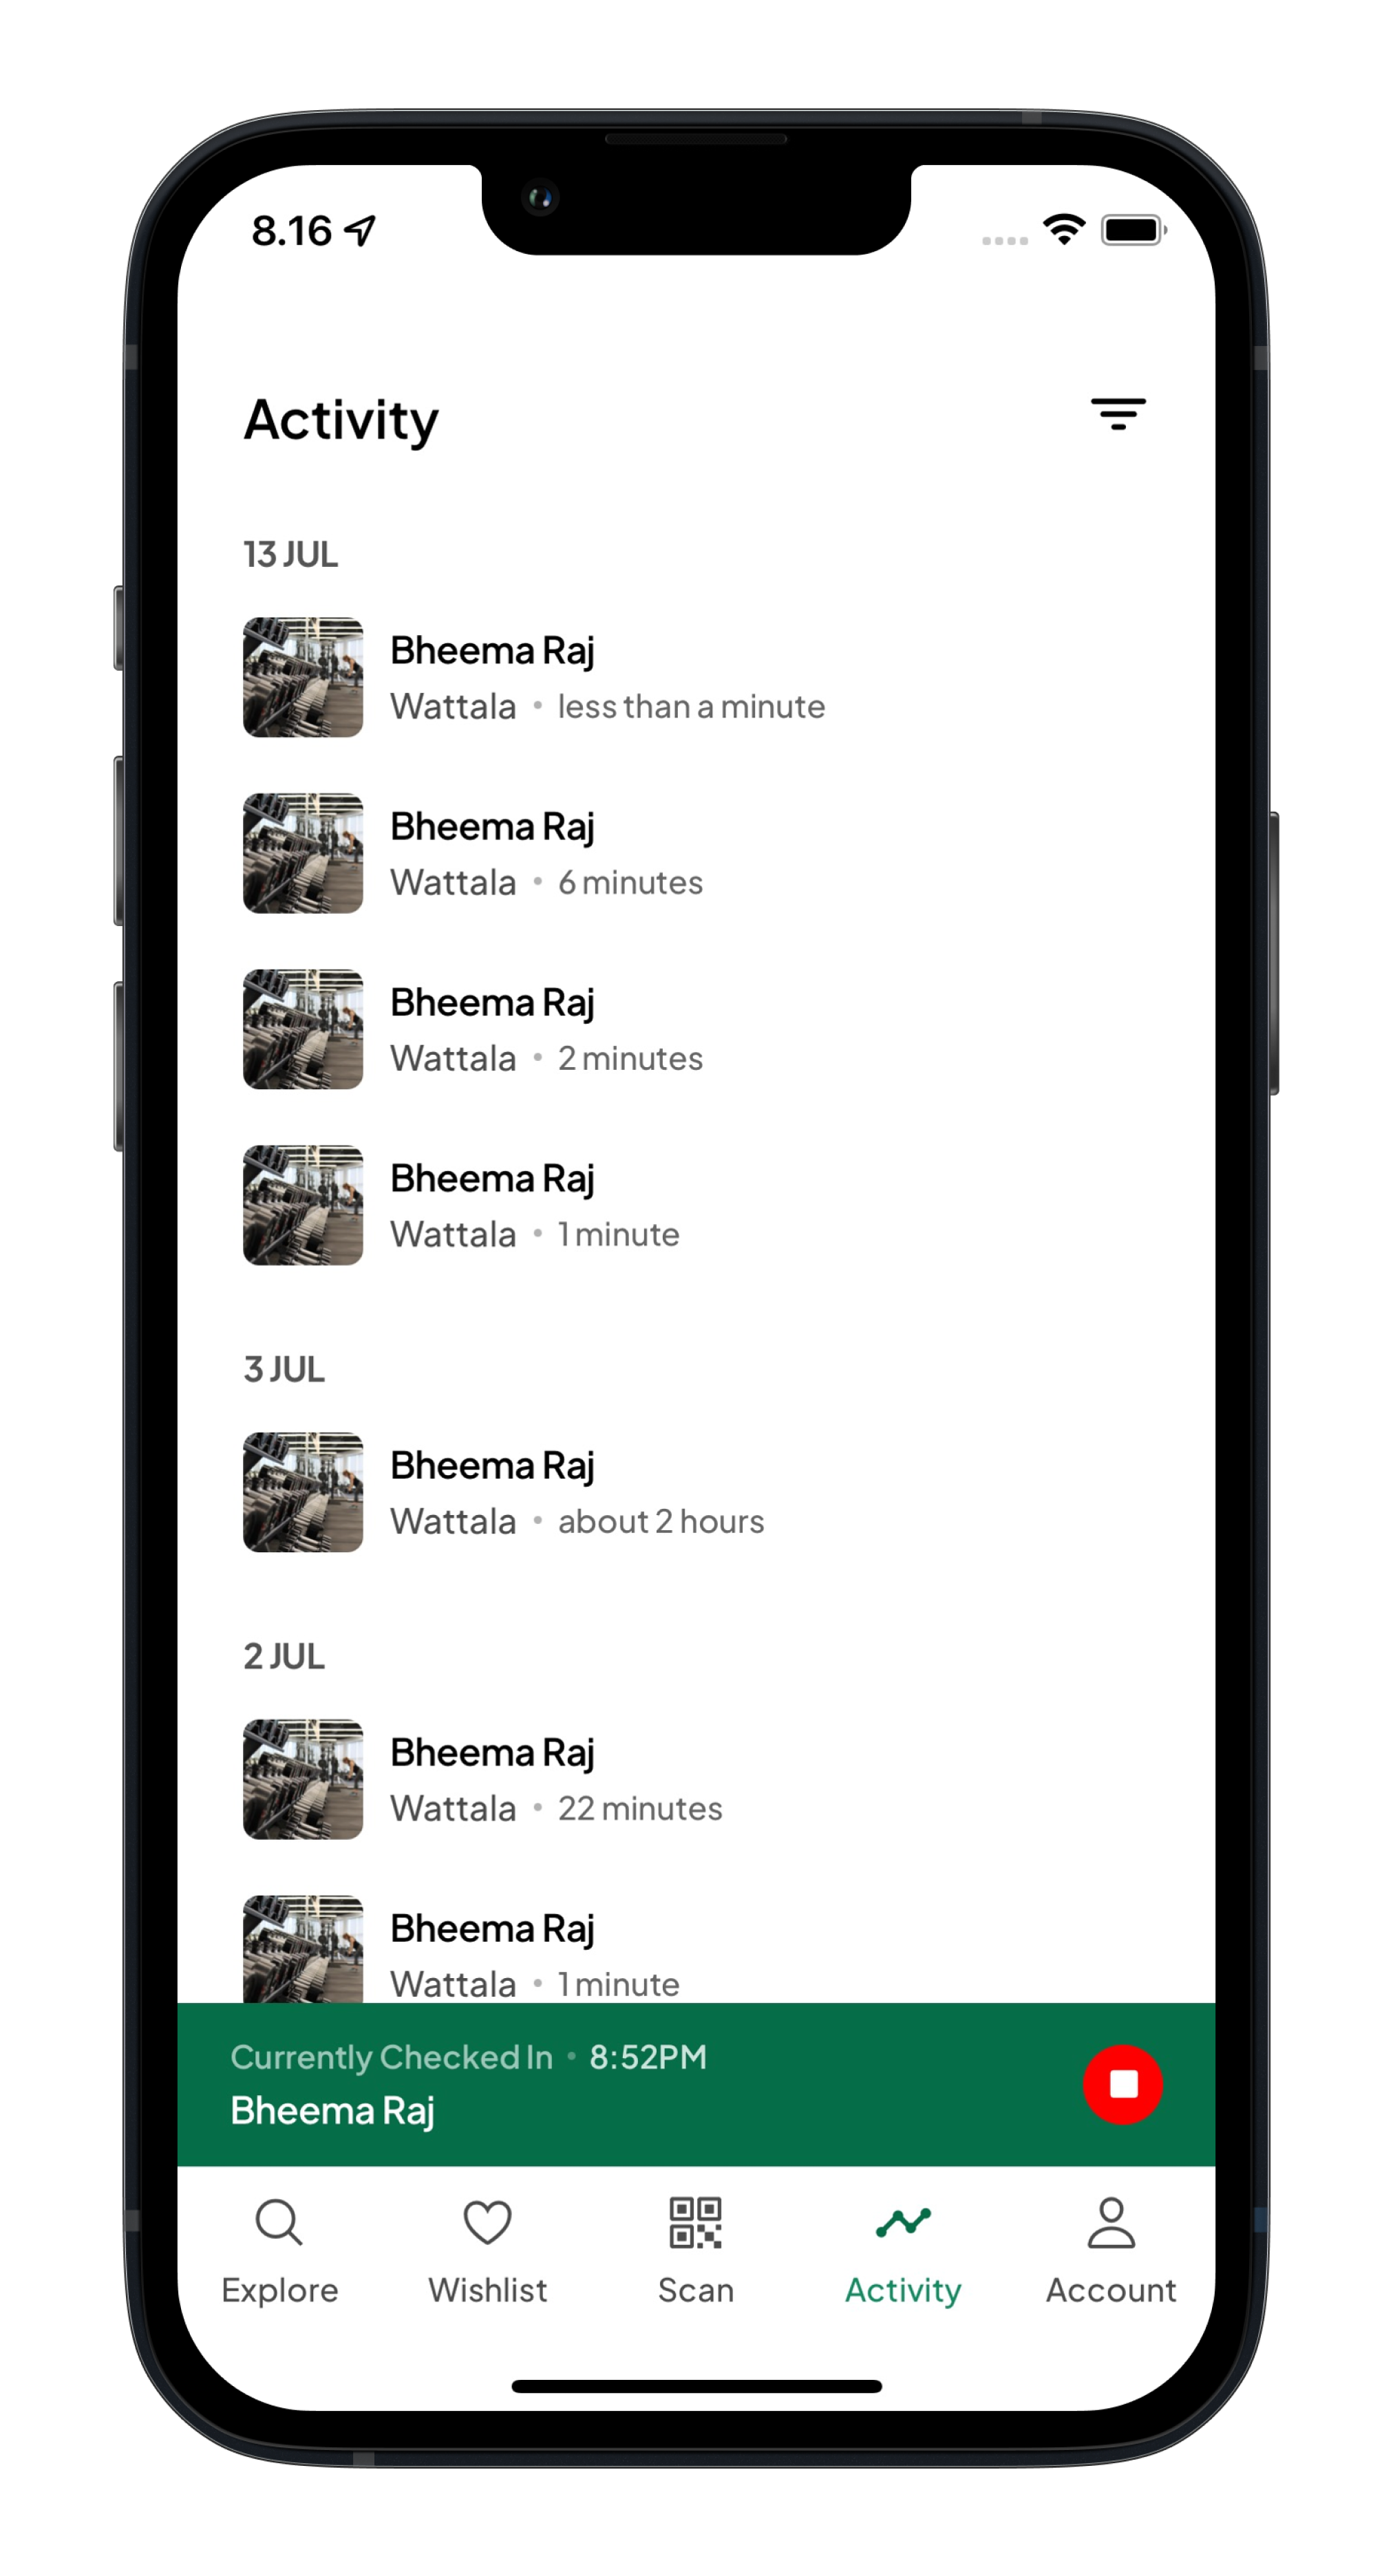 8.16
Activity
13 JUL
Bheema Raj
Wattala • less than a minute
Bheema Raj
Wattala • 6 minutes
Bheema Raj
Wattala • 2 minutes
Bheema Raj
Wattala • 1 minute
3 JUL
Bheema Raj
Wattala • about 2 hours
2 JUL
Bheema Raj
Wattala • 22 minutes
Bheema Raj
Wattala • 1 minute
Currently Checked In • 8:52PM
Bheema Raj
Explore Wishlist Scan Activity Account